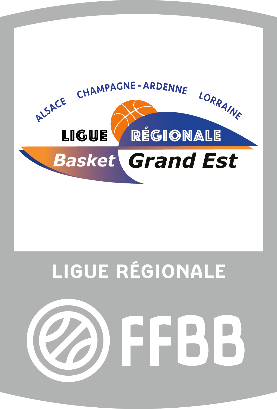 ALSACE CHAMPAGNE-ARDENNE LORRAINE
LIGUE RÉGIONALE
Basket Grand Est
LIGUE RÉGIONALE
FFBB